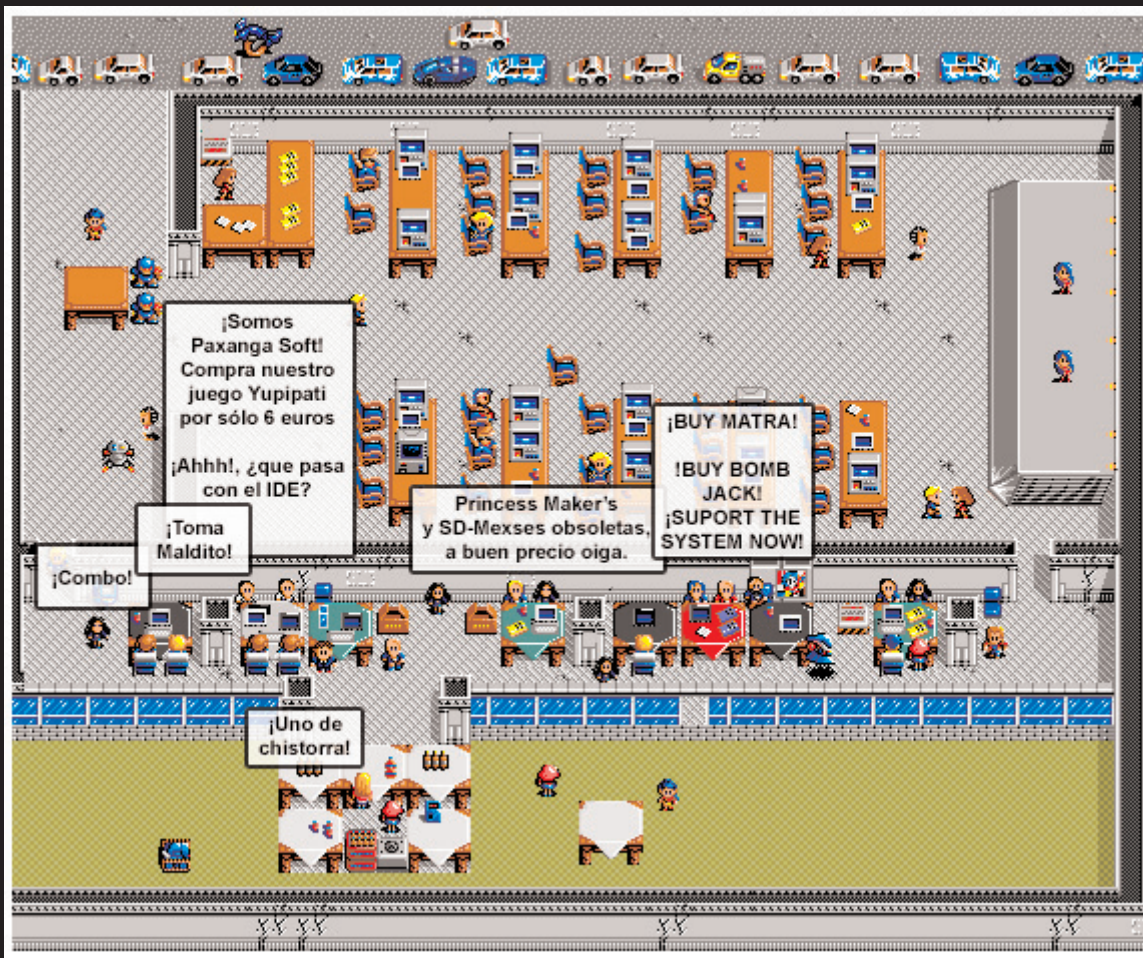 ¡Somos
Paxanga Soft!
Compra nuestro
juego Yupipati
por sólo 6 euros
¡Ahhh!, ¿que pasa
con el IDE?
¡BUY MATRA!
!BUY BOMB
JACK!
¡SUPORT THE
SYSTEM NOW!
Princess Maker's
y SD-Mexses obsoletas,
a buen precio oiga.
¡Toma
Maldito!
¡Combo!
¡Uno de
chistorra!